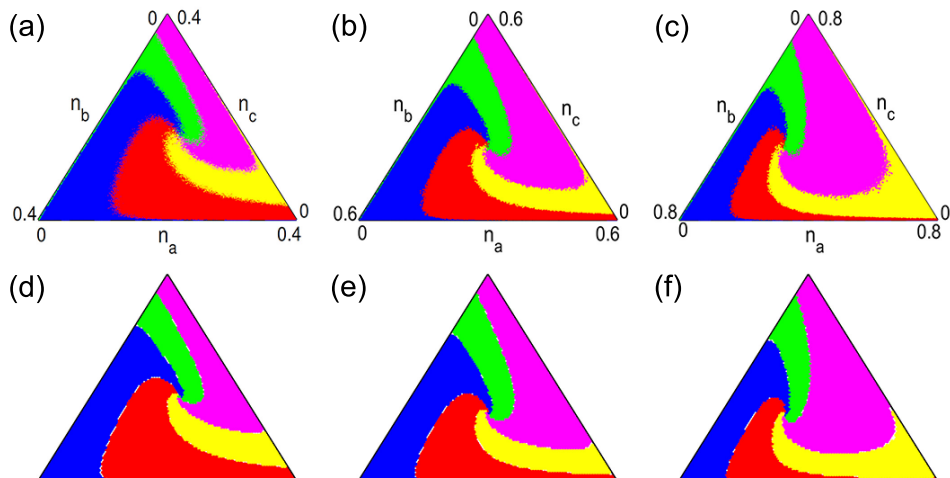 (a) 0 0.4 (b) 0 0.6 (c) 0 0.8
n_b n_c n_b n_c n_b n_c
0.4 0 0.6 0 0.8 0
0 n_a 0.4 0 n_a 0.6 0 n_a 0.8
(d) (e) (f)